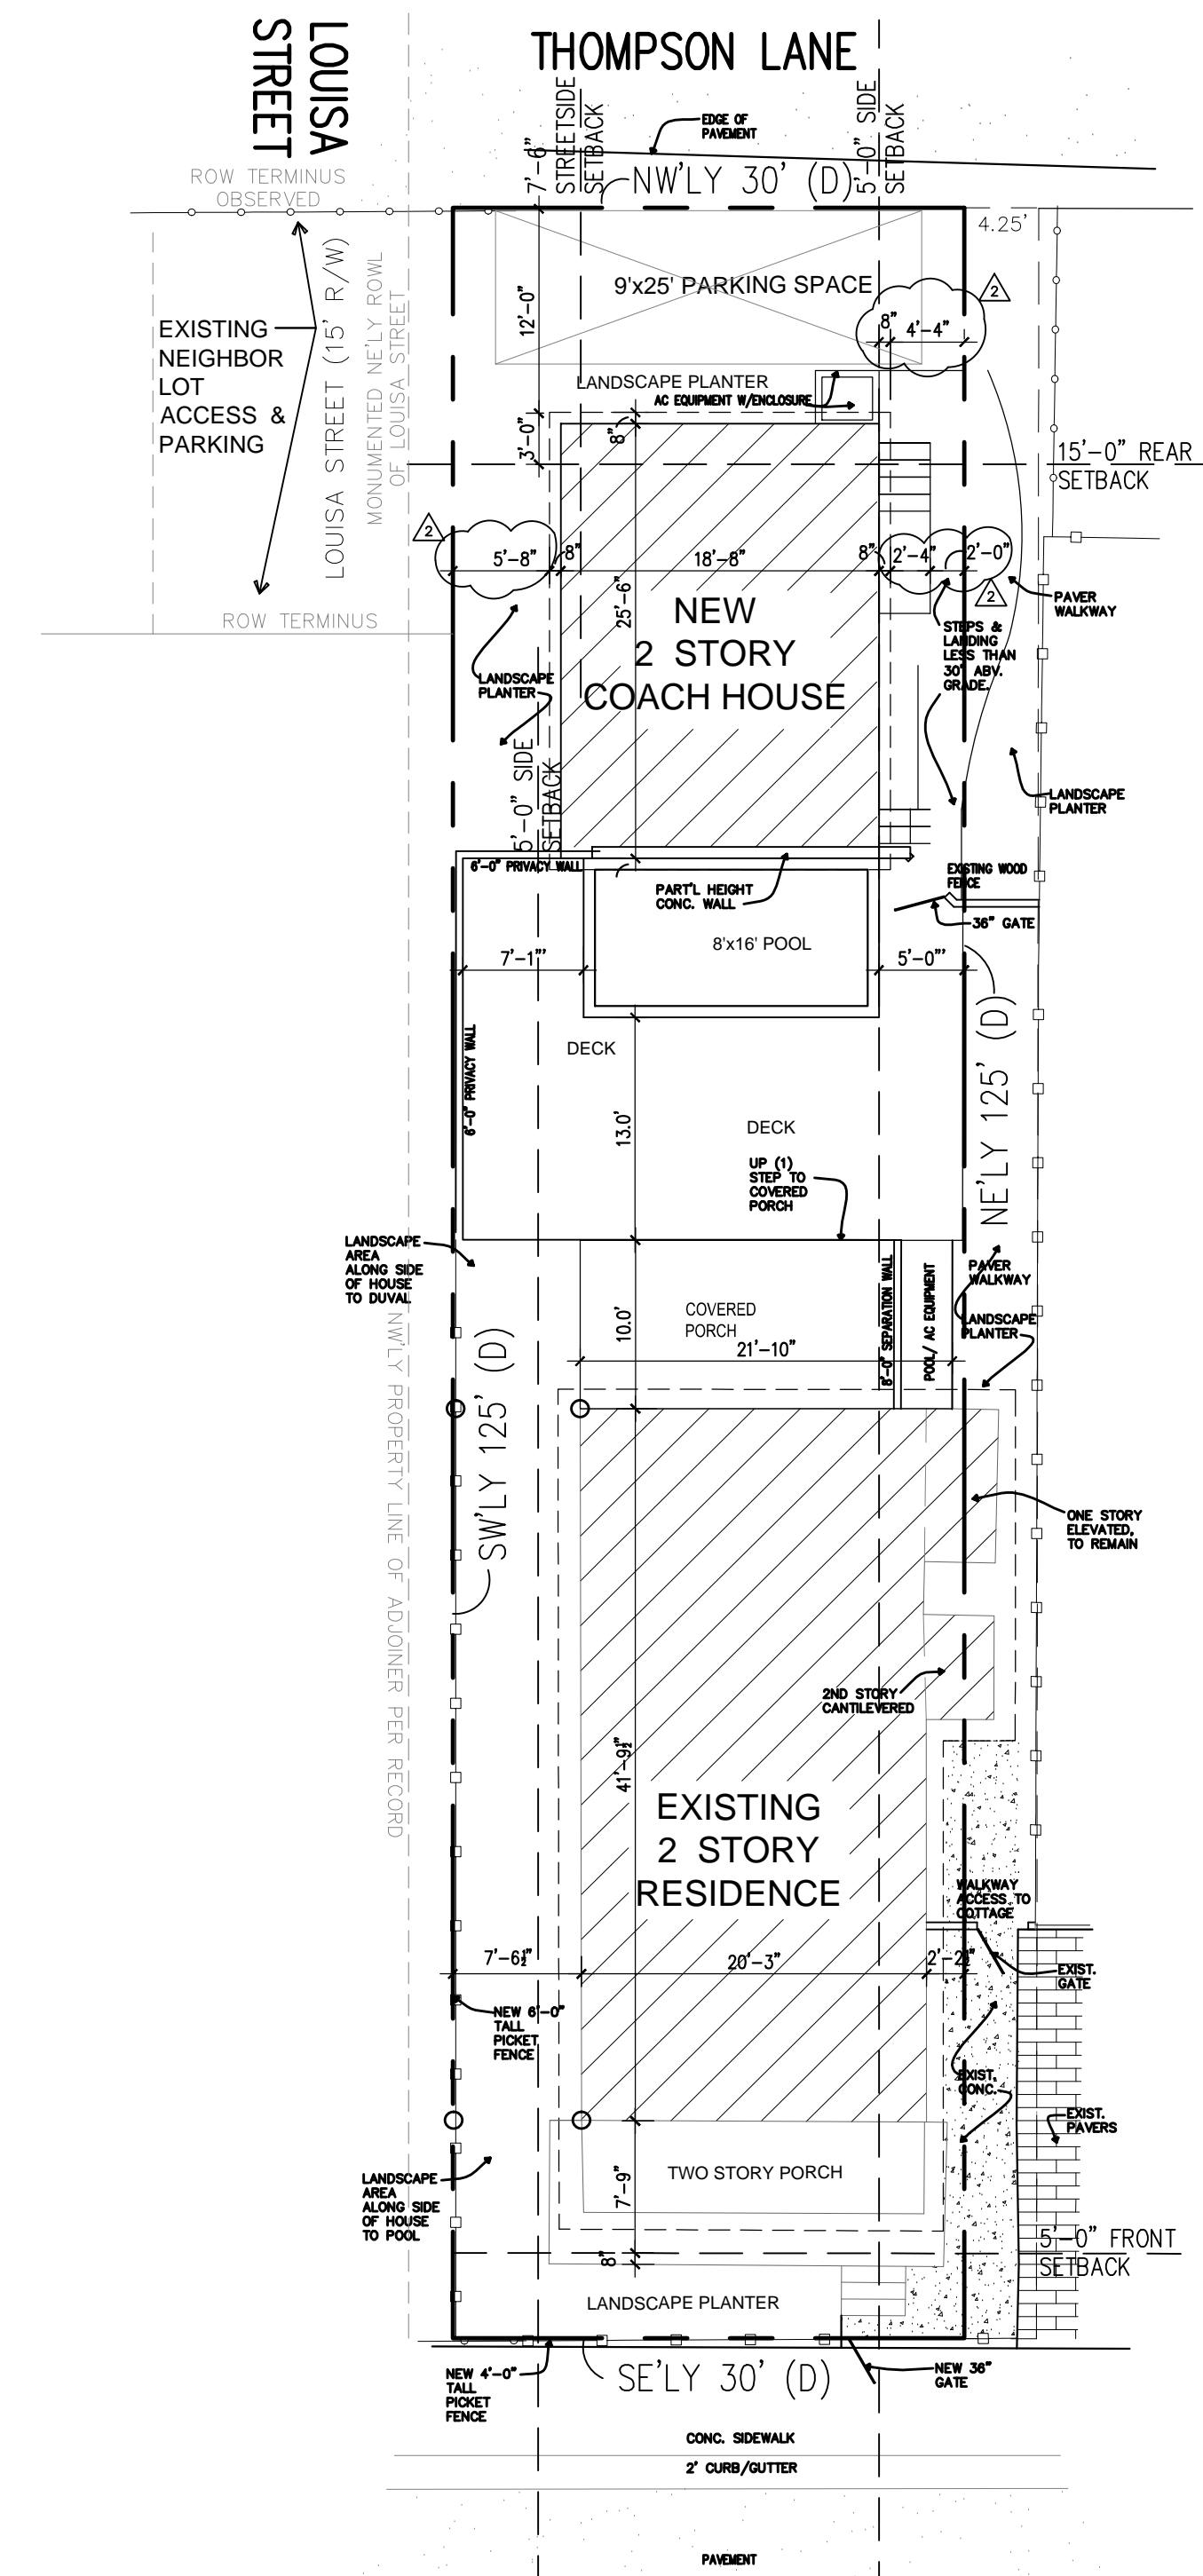 LOUISA
STREET
THOMPSON LANE
EDGE OF
PAVEMENT
7'-6"
STREETSIDE
SETBACK
5'-0" SIDE
SETBACK
ROW TERMINUS
OBSERVED
NW'LY 30' (D)
4.25'
9'x25' PARKING SPACE
2
8"
4'-4"
12'-0"
EXISTING
NEIGHBOR
LOT
ACCESS &
PARKING
LOUISA STREET (15' R/W)
MONUMENTED NE'LY ROWL
OF LOUISA STREET
LANDSCAPE PLANTER
AC EQUIPMENT W/ENCLOSURE
8"
3'-0"
15'-0" REAR
SETBACK
2
5'-8"
8"
18'-8"
8"
2'-4"
2'-0"
2
25'-6"
NEW
2 STORY
COACH HOUSE
PAVER
WALKWAY
STEPS &
LANDING
LESS THAN
30" ABV.
GRADE.
ROW TERMINUS
LANDSCAPE
PLANTER
5'-0" SIDE
SETBACK
LANDSCAPE
PLANTER
6'-0" PRIVACY WALL
PART'L HEIGHT
CONC. WALL
EXISTING WOOD
FENCE
36" GATE
8'x16' POOL
7'-1"'
5'-0"'
DECK
6'-0" PRIVACY WALL
13.0'
DECK
NE'LY 125' (D)
UP (1)
STEP TO
COVERED
PORCH
LANDSCAPE
AREA
ALONG SIDE
OF HOUSE
TO DUVAL
COVERED
PORCH
10.0'
21'-10"
8'-0" SEPARATION WALL
POOL/ AC EQUIPMENT
PAVER
WALKWAY
LANDSCAPE
PLANTER
NW'LY PROPERTY LINE OF ADJOINER PER RECORD
SW'LY 125' (D)
ONE STORY
ELEVATED,
TO REMAIN
2ND STORY
CANTILEVERED
41'-9½"
EXISTING
2 STORY
RESIDENCE
WALKWAY
ACCESS TO
COTTAGE
7'-6½"
20'-3"
2'-2½"
EXIST.
GATE
NEW 6'-0"
TALL
PICKET
FENCE
EXIST.
CONC.
EXIST.
PAVERS
LANDSCAPE
AREA
ALONG SIDE
OF HOUSE
TO POOL
TWO STORY PORCH
7'-9"
8"
5'-0" FRONT
SETBACK
LANDSCAPE PLANTER
NEW 4'-0"
TALL
PICKET
FENCE
SE'LY 30' (D)
NEW 36"
GATE
CONC. SIDEWALK
2' CURB/GUTTER
PAVEMENT